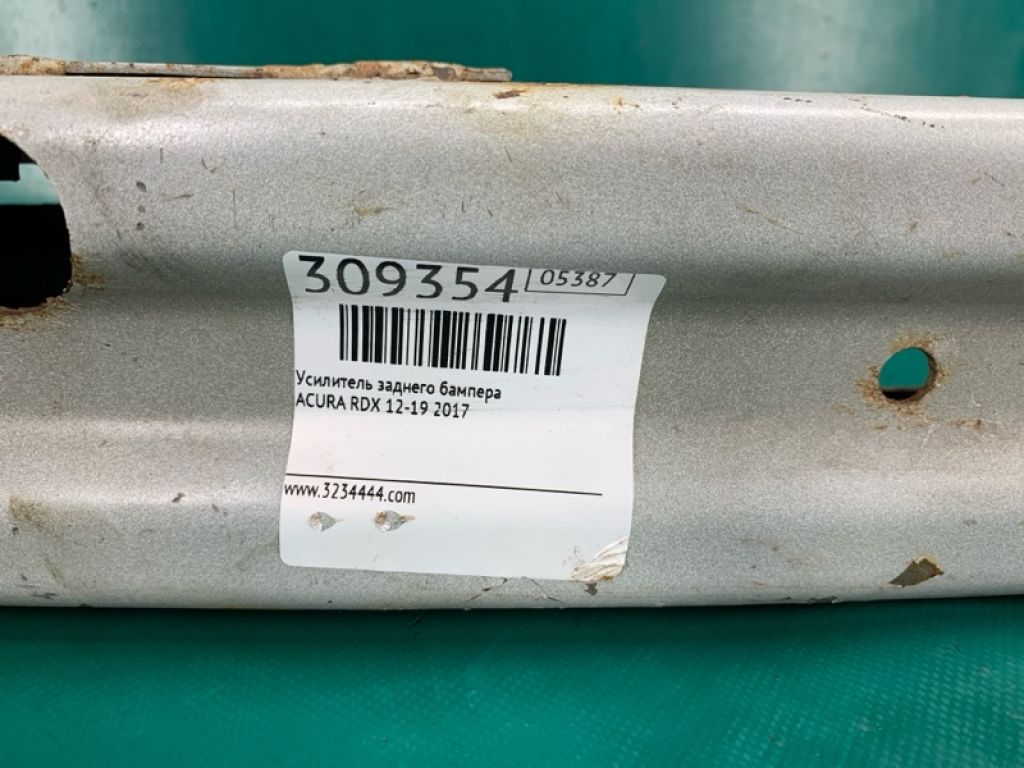 309354 05387
Усилитель заднего бампера
ACURA RDX 12-19 2017
www.3234444.com